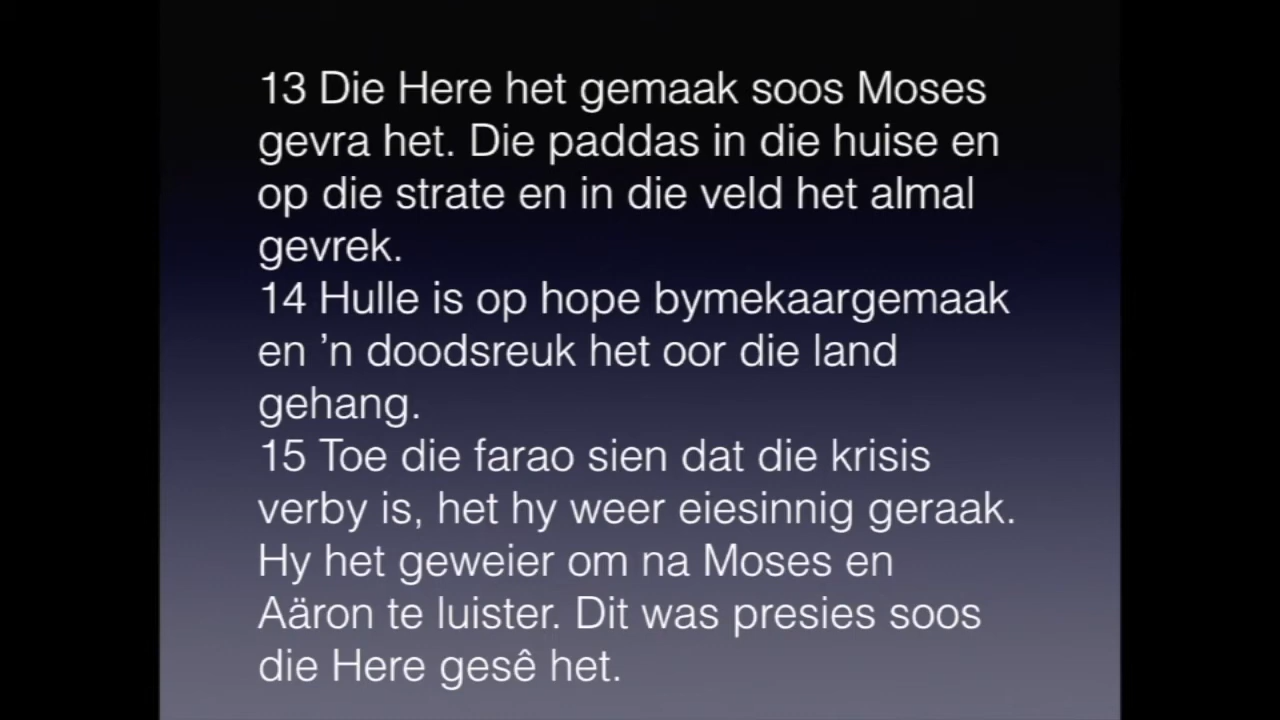 13 Die Here het gemaak soos Moses
gevra het. Die paddas in die huise en
op die strate en in die veld het almal
gevrek.
14 Hulle is op hope bymekaargemaak
en ’n doodsreuk het oor die land
gehang.
15 Toe die farao sien dat die krisis
verby is, het hy weer eiesinnig geraak.
Hy het geweier om na Moses en
Aäron te luister. Dit was presies soos
die Here gesê het.